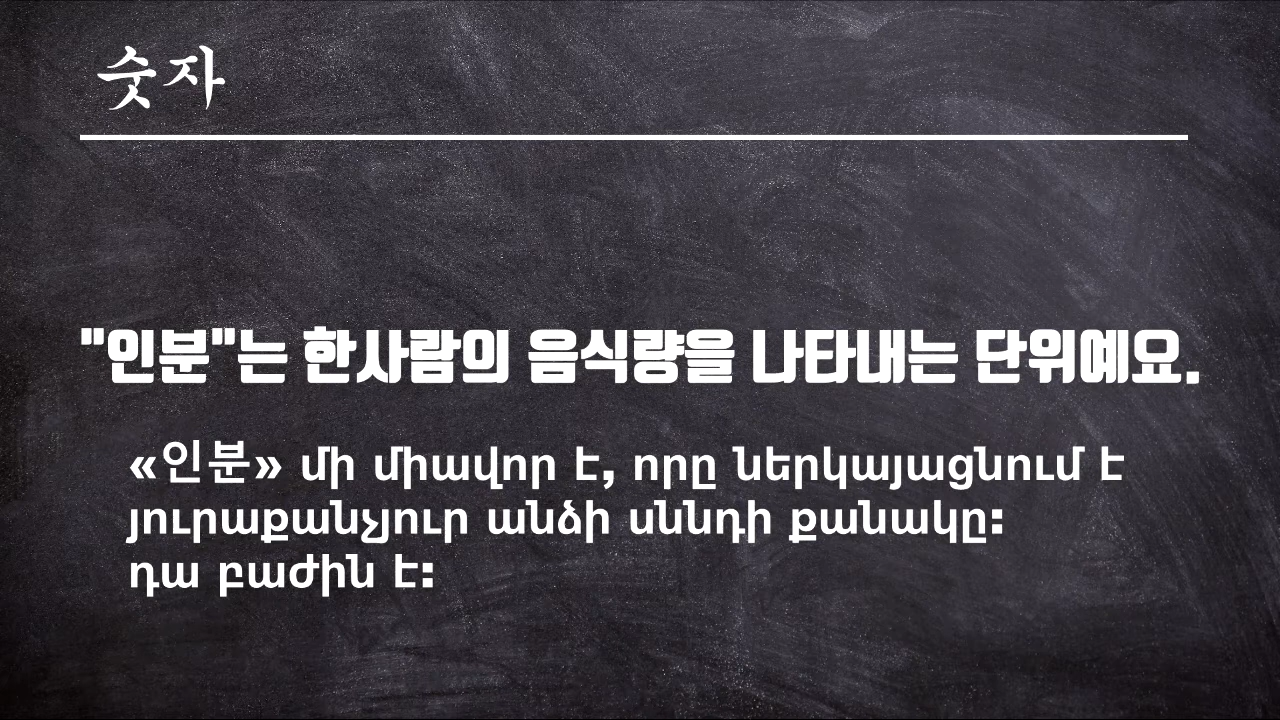 숫자
"인분"는 한사람의 음식량을 나타내는 단위예요.
«인분» մի միավոր է, որը ներկայացնում է
յուրաքանչյուր անձի սննդի քանակը:
դա բաժին է: